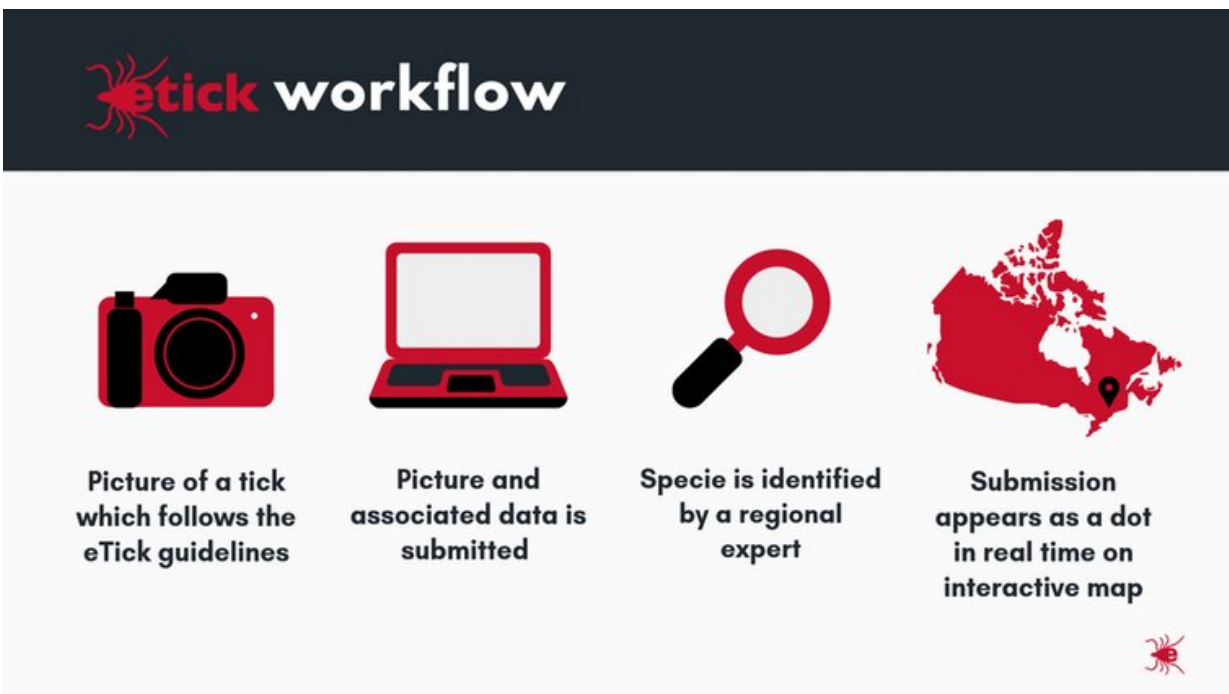 etick workflow
Picture of a tick
which follows the
eTick guidelines
Picture and
associated data is
submitted
Specie is identified
by a regional
expert
Submission
appears as a dot
in real time on
interactive map
e